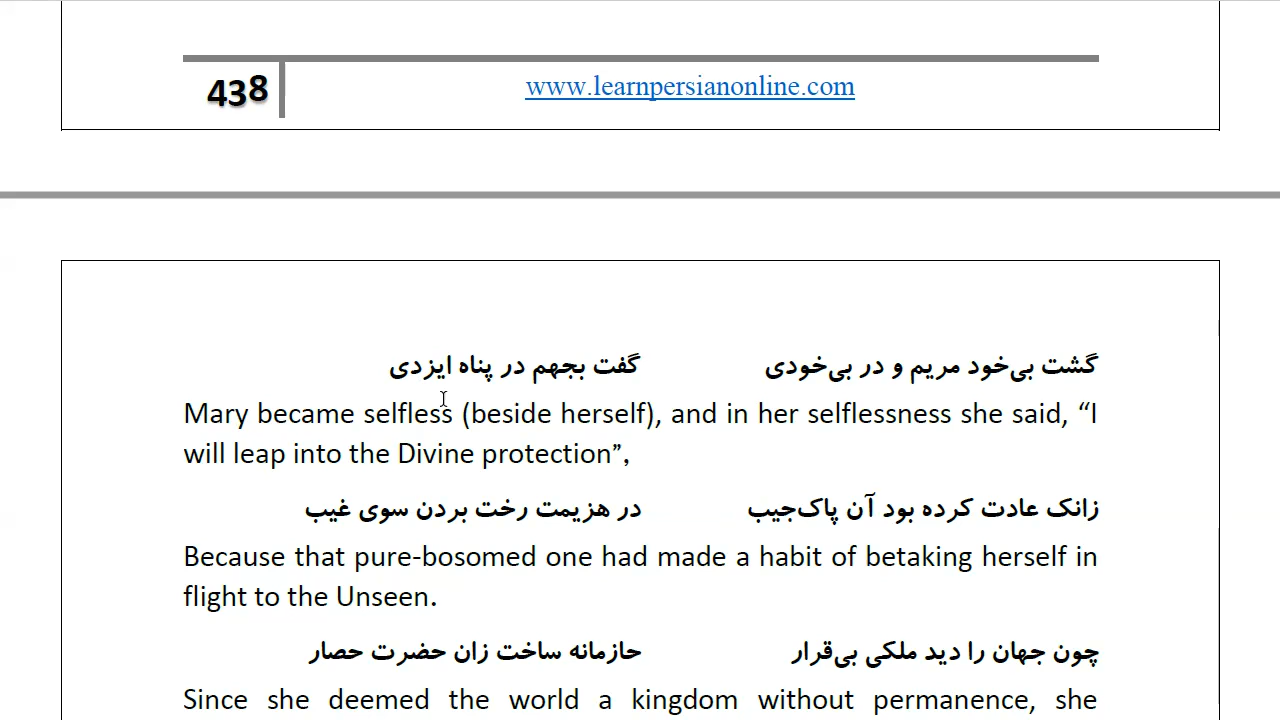 438
www.learnpersianonline.com
گشت بی‌خود مریم و در بی‌خودی گفت بجهم در پناه ایزدی
Mary became selfless (beside herself), and in her selflessness she said, “I
will leap into the Divine protection”,
زانک عادت کرده بود آن پاک‌جیب در هزیمت رخت بردن سوی غیب
Because that pure-bosomed one had made a habit of betaking herself in
flight to the Unseen.
چون جهان را دید ملکی بی‌قرار حازمانه ساخت زان حضرت حصار
Since she deemed the world a kingdom without permanence, she